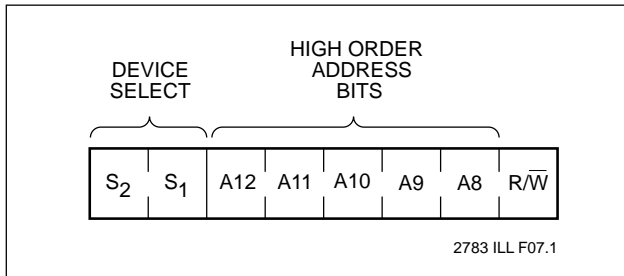 HIGH ORDER
ADDRESS
BITS
DEVICE
SELECT
S₂ S₁ A12 A11 A10 A9 A8 R/W̅
2783 ILL F07.1